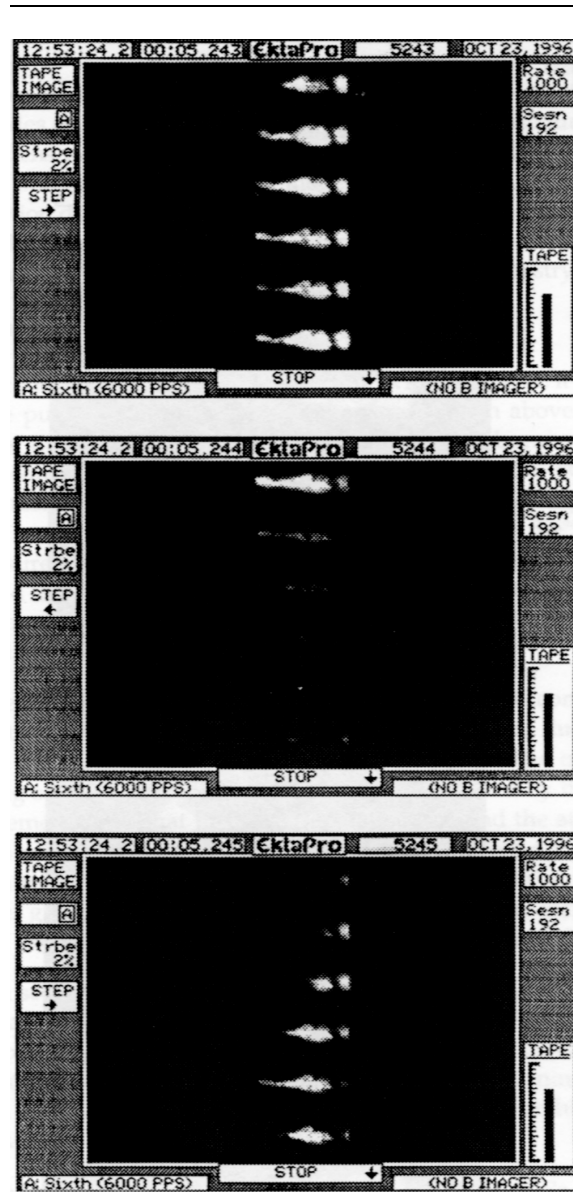 12:53:24.2 00:05.243 EktaPro 5243 OCT 23, 1996
TAPE IMAGE
Rate 1000
A
Sesn 192
Strbe 2%
STEP →
TAPE
STOP ↓
A: Sixth (6000 PPS)
(NO B IMAGER)
12:53:24.2 00:05.244 EktaPro 5244 OCT 23, 1996
TAPE IMAGE
Rate 1000
A
Sesn 192
Strbe 2%
STEP ←
TAPE
STOP ↓
A: Sixth (6000 PPS)
(NO B IMAGER)
12:53:24.2 00:05.245 EktaPro 5245 OCT 23, 1996
TAPE IMAGE
Rate 1000
A
Sesn 192
Strbe 2%
STEP →
TAPE
STOP ↓
A: Sixth (6000 PPS)
(NO B IMAGER)